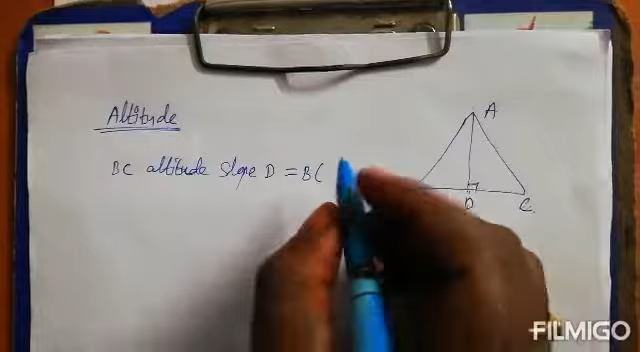 Altitude
BC altitude slope D = BC
A
D
C
FILMIGO